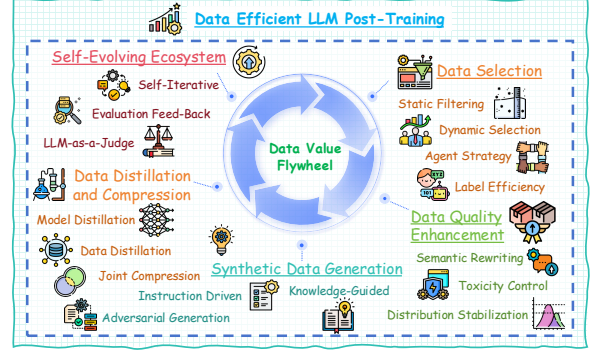 Data Efficient LLM Post-Training
Self-Evolving Ecosystem
Self-Iterative
Evaluation Feed-Back
LLM-as-a-Judge
Data Distillation
and Compression
Model Distillation
Data Distillation
Joint Compression
Adversarial Generation
Data Value
Flywheel
Synthetic Data Generation
Instruction Driven
Knowledge-Guided
Data Selection
Static Filtering
Dynamic Selection
Agent Strategy
Label Efficiency
Data Quality
Enhancement
Semantic Rewriting
Toxicity Control
Distribution Stabilization